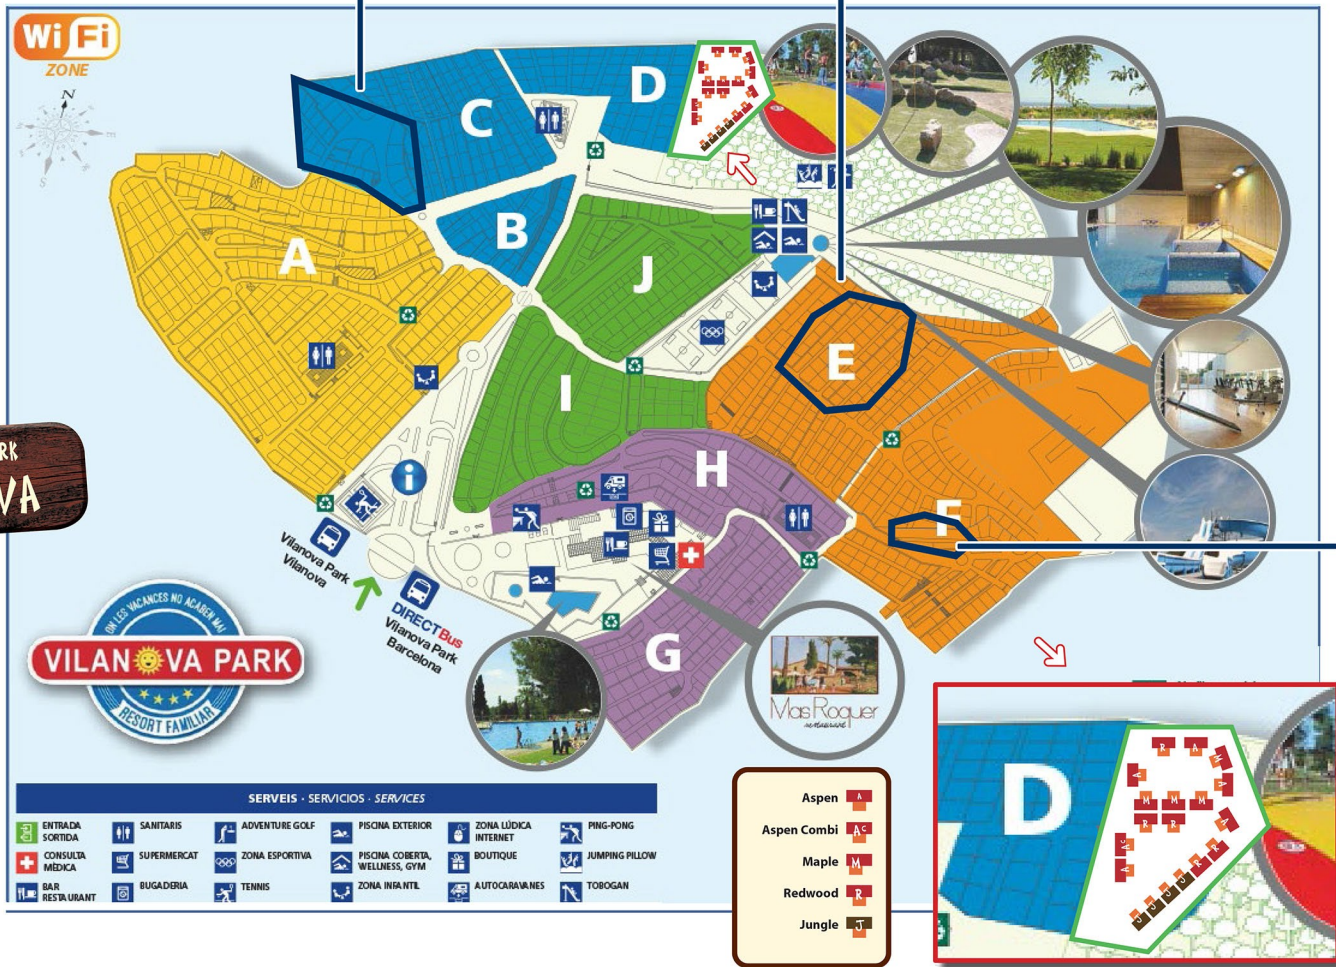 Wi Fi
ZONE
N
S
RK
VA
A
B
C
D
E
F
G
H
I
J
i
Vilanova Park
Vilanova
DIRECTBus
Vilanova Park
Barcelona
ON LES VACANCES NO ACABEN MAI
VILANOVA PARK
RESORT FAMILIAR
Mas Roquer
restaurant
SERVEIS · SERVICIOS · SERVICES
ENTRADA
SORTIDA
CONSULTA
MÈDICA
BAR
RESTAURANT
SANITARIS
SUPERMERCAT
BUGADERIA
ADVENTURE GOLF
ZONA ESPORTIVA
TENNIS
PISCINA EXTERIOR
PISCINA COBERTA,
WELLNESS, GYM
ZONA INFANTIL
ZONA LÚDICA
INTERNET
BOUTIQUE
AUTOCARAVANES
PING-PONG
JUMPING PILLOW
TOBOGAN
Aspen A
Aspen Combi Ac
Maple M
Redwood R
Jungle J
D
R A
M
A
A
M M M
R R
A
Ac
A
R
R
J J J J